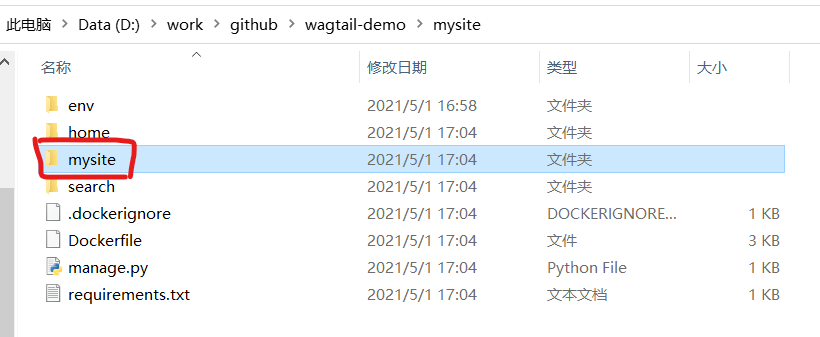 此电脑 > Data (D:) > work > github > wagtail-demo > mysite
名称 修改日期 类型 大小
env 2021/5/1 16:58 文件夹
home 2021/5/1 17:04 文件夹
mysite 2021/5/1 17:04 文件夹
search 2021/5/1 17:04 文件夹
.dockerignore 2021/5/1 17:04 DOCKERIGNORE... 1 KB
Dockerfile 2021/5/1 17:04 文件 3 KB
manage.py 2021/5/1 17:04 Python File 1 KB
requirements.txt 2021/5/1 17:04 文本文档 1 KB